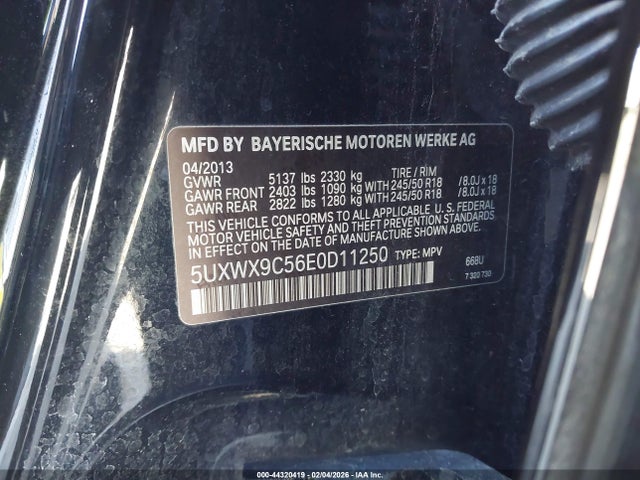 MFD BY BAYERISCHE MOTOREN WERKE AG
04/2013
GVWR 5137 lbs 2330 kg TIRE / RIM
GAWR FRONT 2403 lbs 1090 kg WITH 245/50 R18 / 8.0J x 18
GAWR REAR 2822 lbs 1280 kg WITH 245/50 R18 / 8.0J x 18
THIS VEHICLE CONFORMS TO ALL APPLICABLE U. S. FEDERAL
MOTOR VEHICLE SAFETY AND THEFT PREVENTION STANDARDS
IN EFFECT ON THE DATE OF MANUFACTURE SHOWN ABOVE.
5UXWX9C56E0D11250 TYPE: MPV 668U
7 320 730
000-44320419 - 02/04/2026 - IAA Inc.